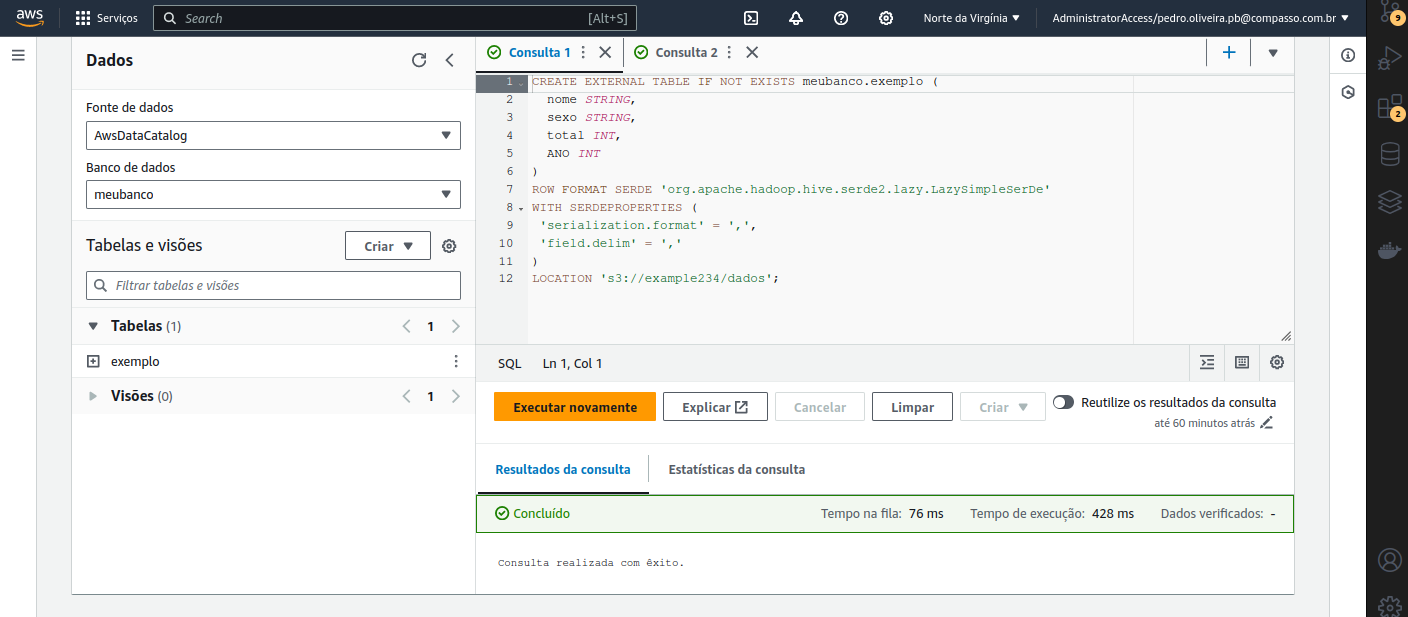 aws
Serviços
Search [Alt+S]
Norte da Virgínia
AdministratorAccess/pedro.oliveira.pb@compasso.com.br
9
2
Dados
Fonte de dados
AwsDataCatalog
Banco de dados
meubanco
Tabelas e visões
Criar
Filtrar tabelas e visões
Tabelas (1)
1
exemplo
Visões (0)
1
Consulta 1
Consulta 2
1 CREATE EXTERNAL TABLE IF NOT EXISTS meubanco.exemplo (
2 nome STRING,
3 sexo STRING,
4 total INT,
5 ANO INT
6 )
7 ROW FORMAT SERDE 'org.apache.hadoop.hive.serde2.lazy.LazySimpleSerDe'
8 WITH SERDEPROPERTIES (
9 'serialization.format' = ',',
10 'field.delim' = ','
11 )
12 LOCATION 's3://example234/dados';
SQL Ln 1, Col 1
Executar novamente
Explicar
Cancelar
Limpar
Criar
Reutilize os resultados da consulta
até 60 minutos atrás
Resultados da consulta
Estatísticas da consulta
Concluído
Tempo na fila: 76 ms
Tempo de execução: 428 ms
Dados verificados: -
Consulta realizada com êxito.